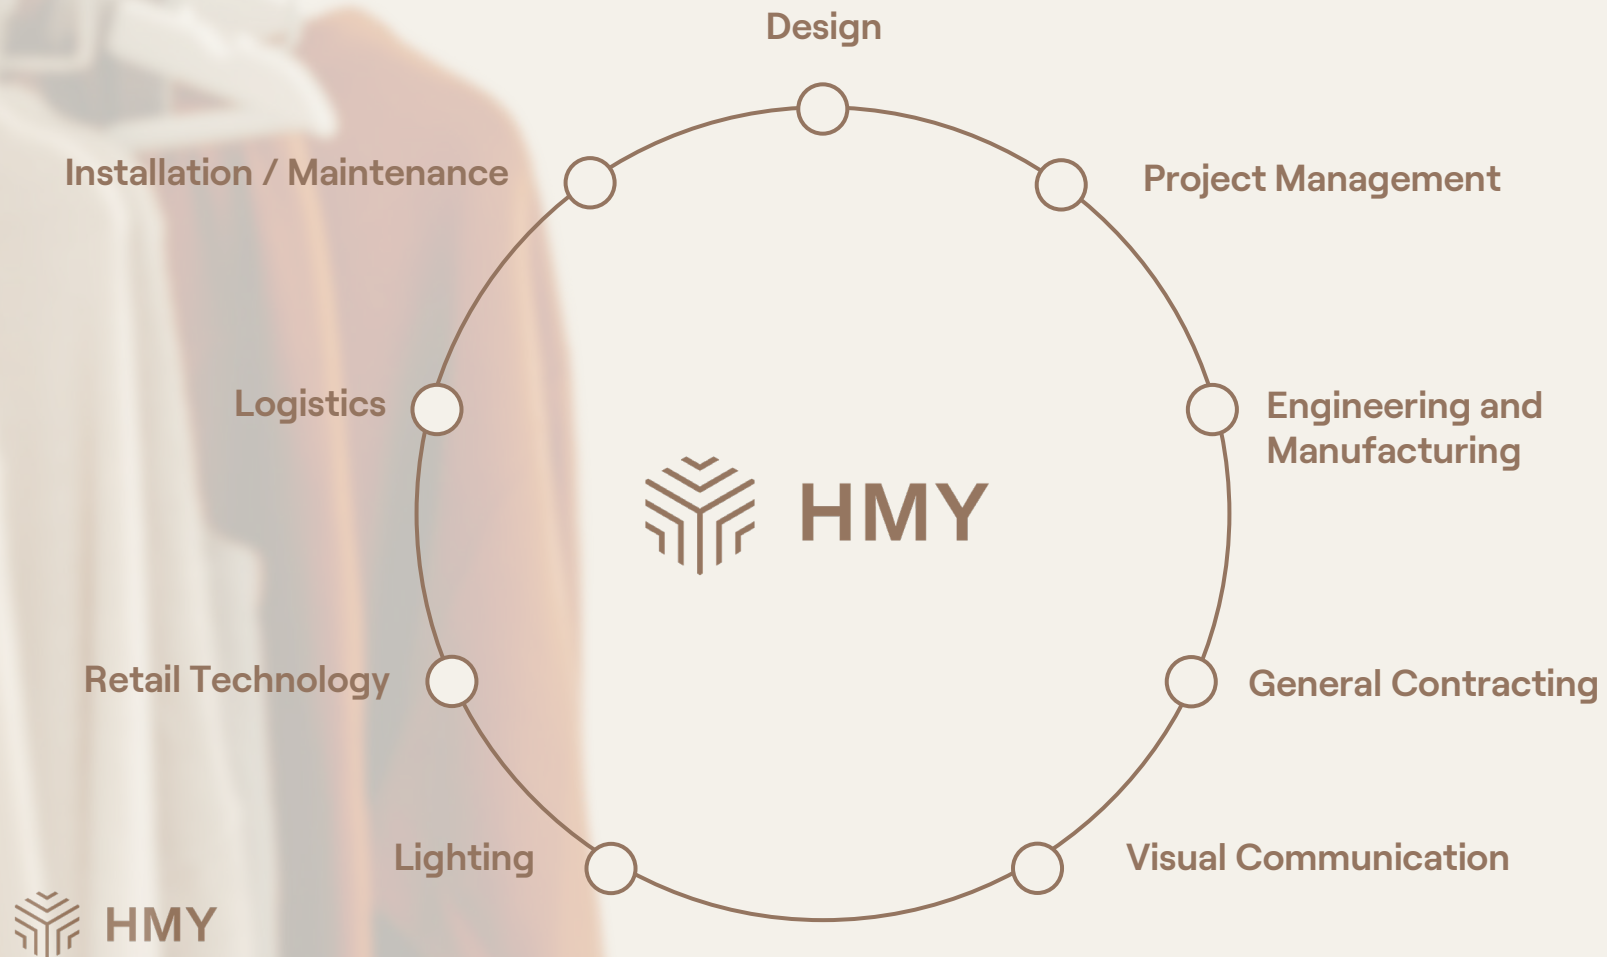 Design
Installation / Maintenance
Project Management
Logistics
Engineering and
Manufacturing
HMY
Retail Technology
General Contracting
Lighting
Visual Communication
HMY